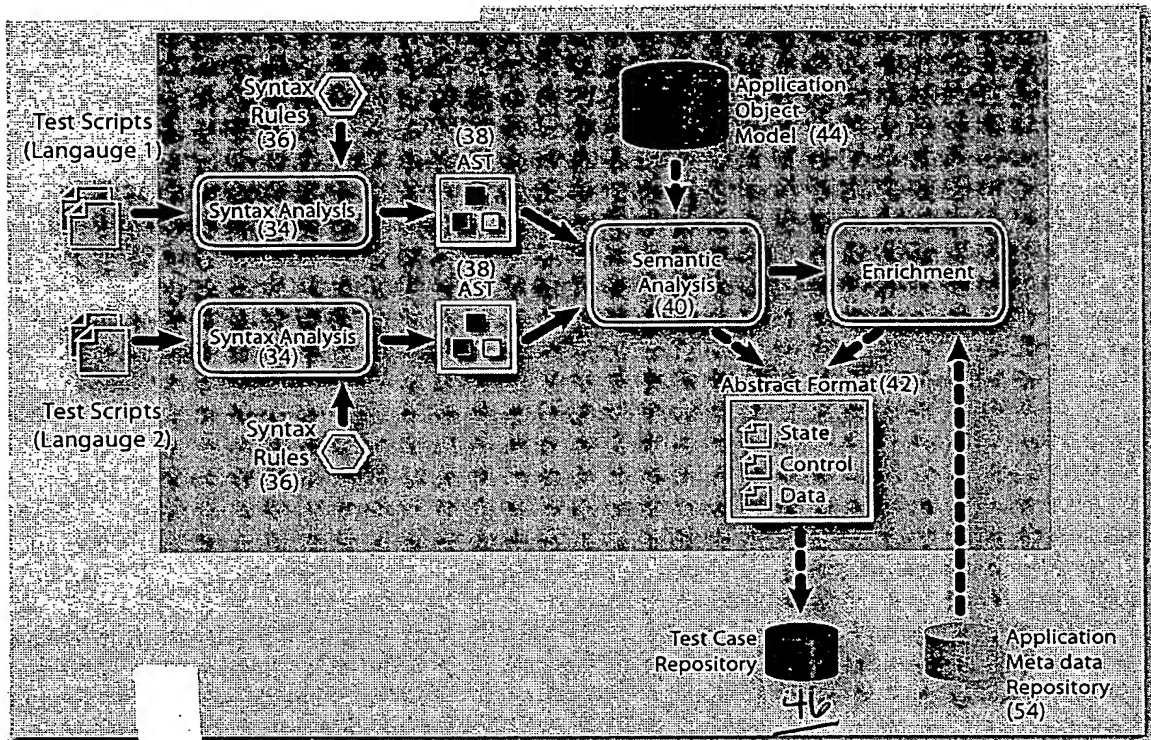 Syntax
Rules
(36)
Application
Object
Model (44)
Test Scripts
(Langauge 1)
(38)
AST
Syntax Analysis
(34)
Semantic
Analysis
(40)
Enrichment
(38)
AST
Syntax Analysis
(34)
Abstract Format (42)
Test Scripts
(Langauge 2)
Syntax
Rules
(36)
State
Control
Data
Test Case
Repository
46
Application
Meta data
Repository
(54)